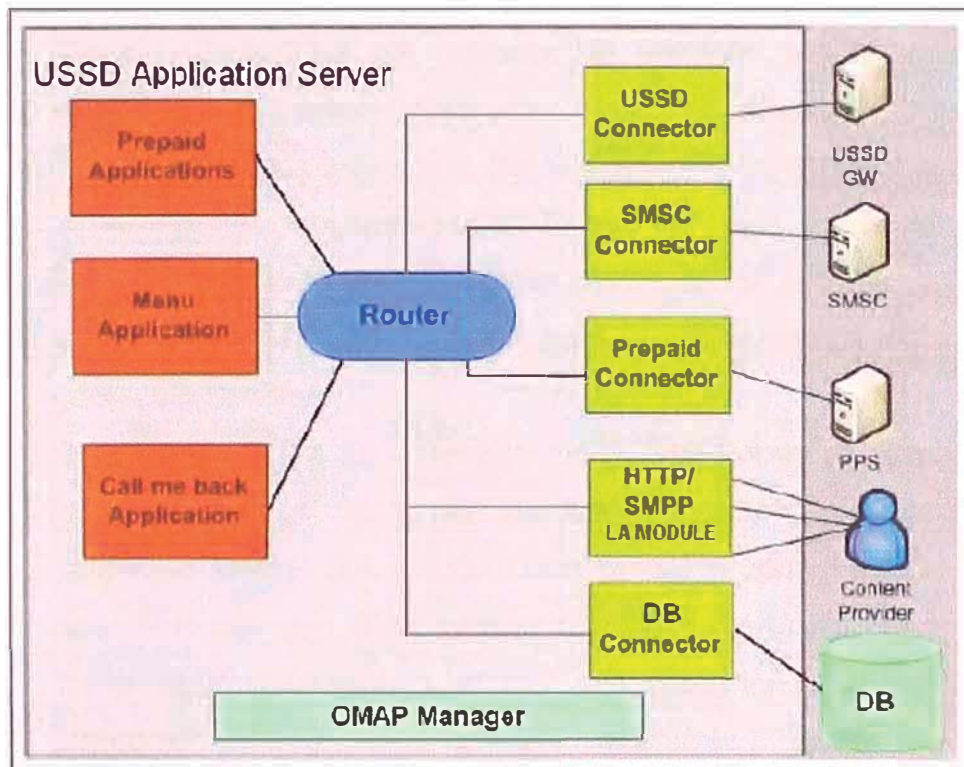 USSD Application Server
Prepaid
Applications
Menu
Application
Call me back
Application
Router
USSD
Connector
SMSC
Connector
Prepaid
Connector
HTTP/
SMPP
LA MODULE
DB
Connector
OMAP Manager
USSD
GW
SMSC
PPS
Content
Provider
DB